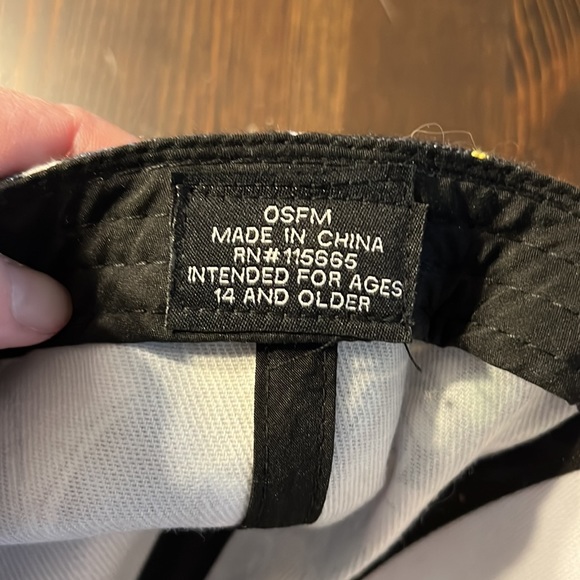 OSFM
MADE IN CHINA
RN#115665
INTENDED FOR AGES
14 AND OLDER